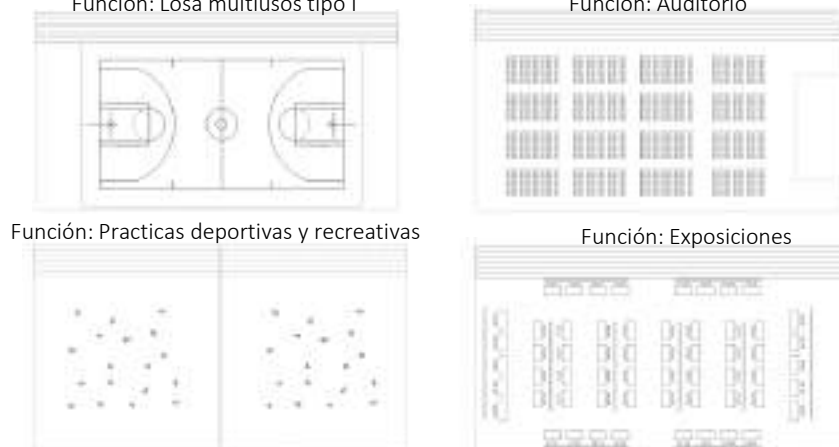 Función: Losa multiusos tipo I
Función: Auditorio
Función: Practicas deportivas y recreativas
Función: Exposiciones